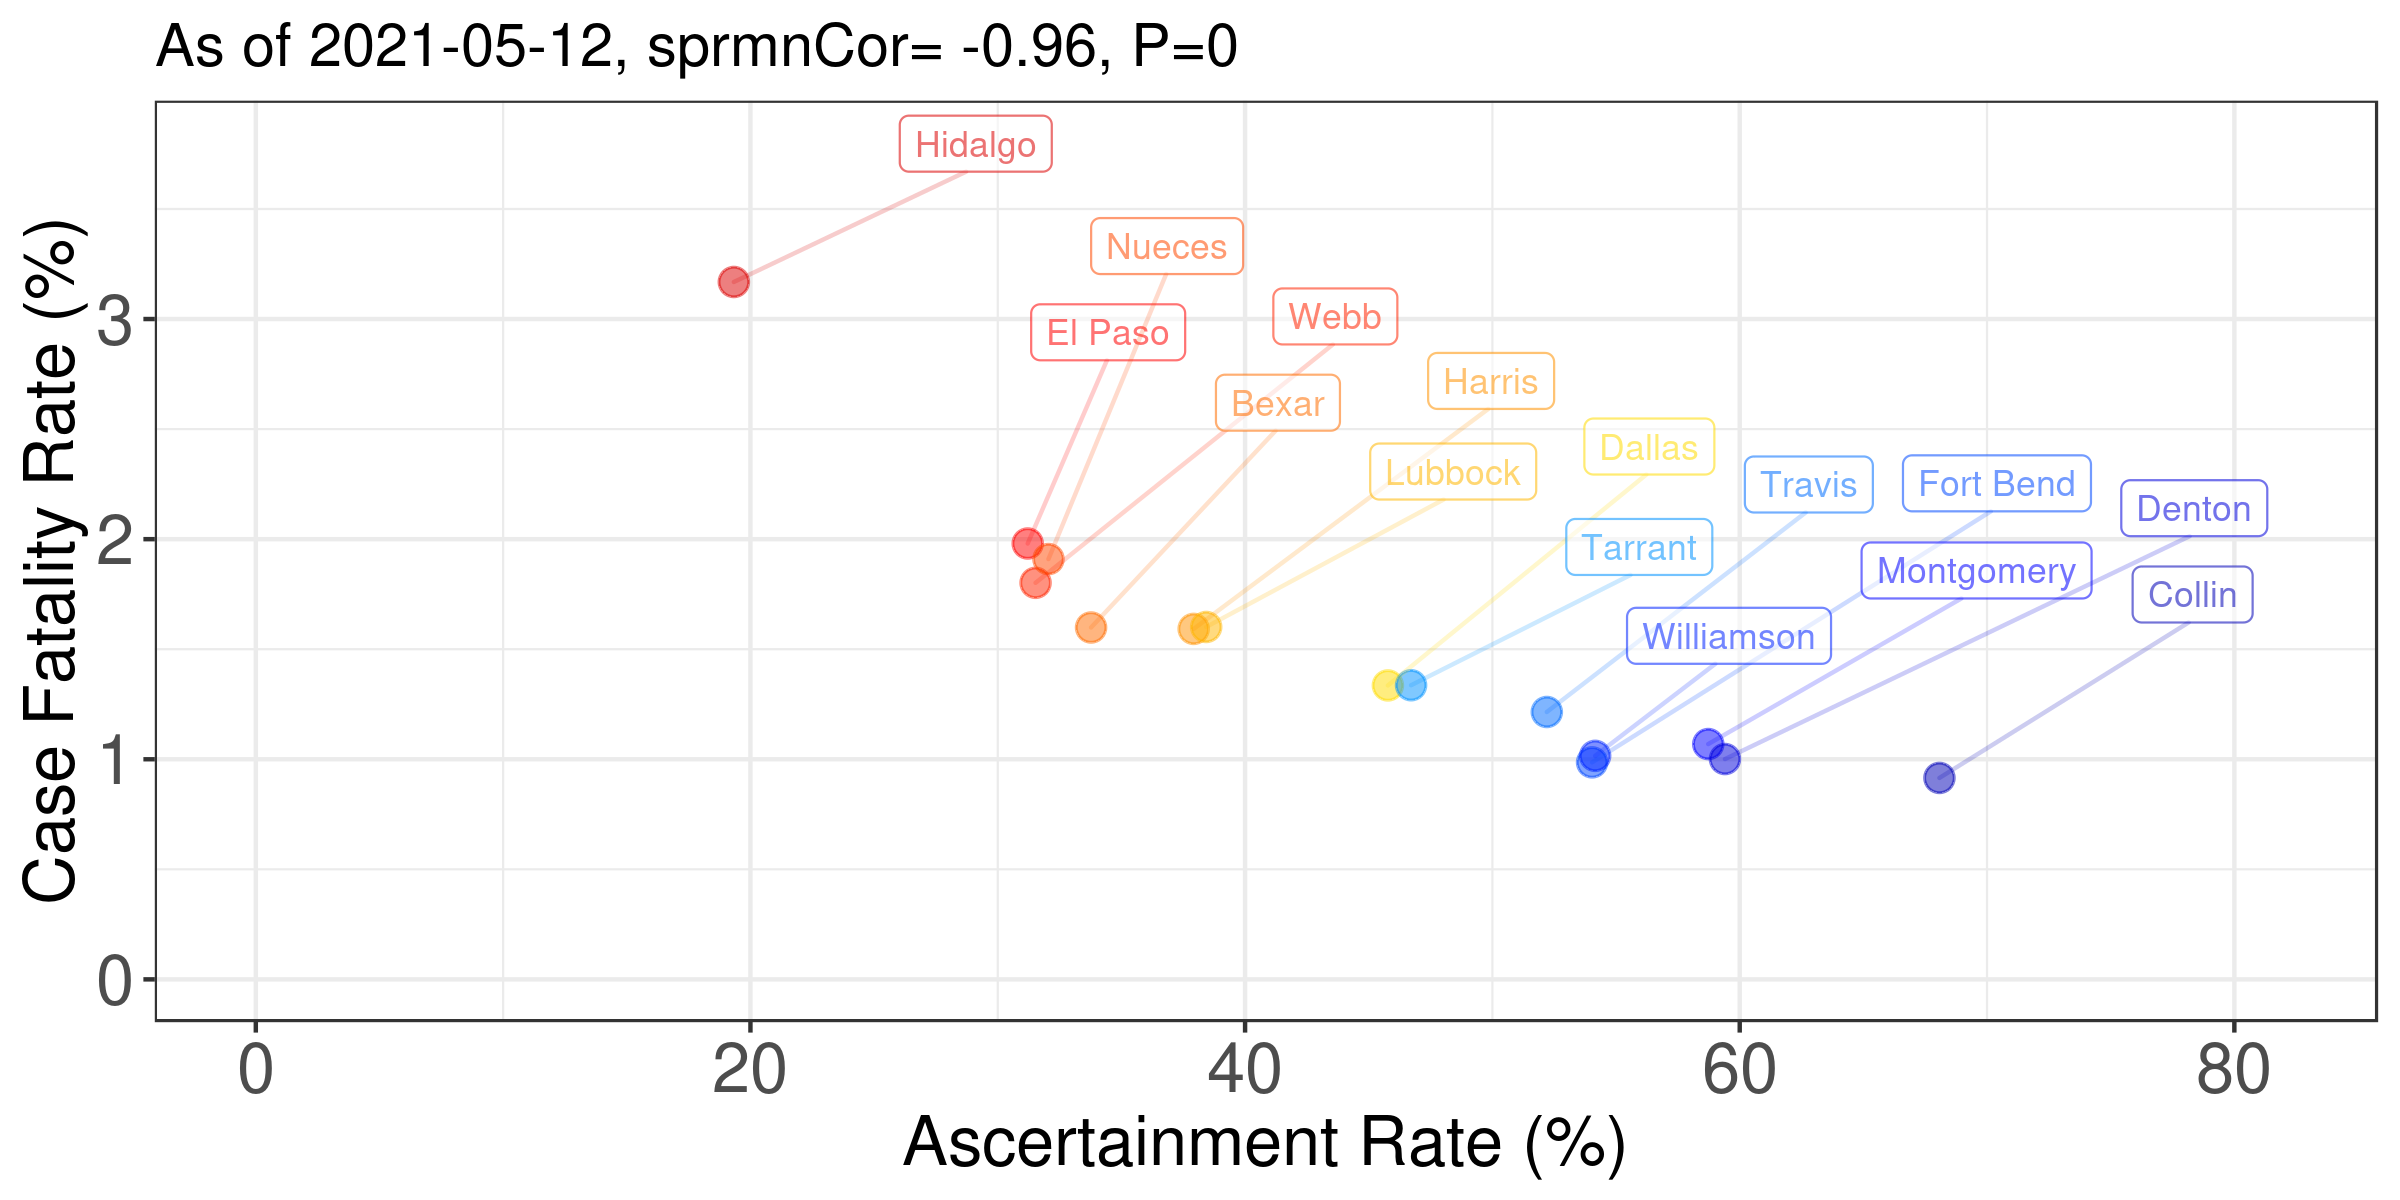 As of 2021-05-12, sprmnCor= -0.96, P=0
Hidalgo
Nueces
El Paso
Webb
Bexar
Harris
Lubbock
Dallas
Travis
Fort Bend
Denton
Tarrant
Montgomery
Collin
Williamson
Case Fatality Rate (%)
3
2
1
0
0 20 40 60 80
Ascertainment Rate (%)